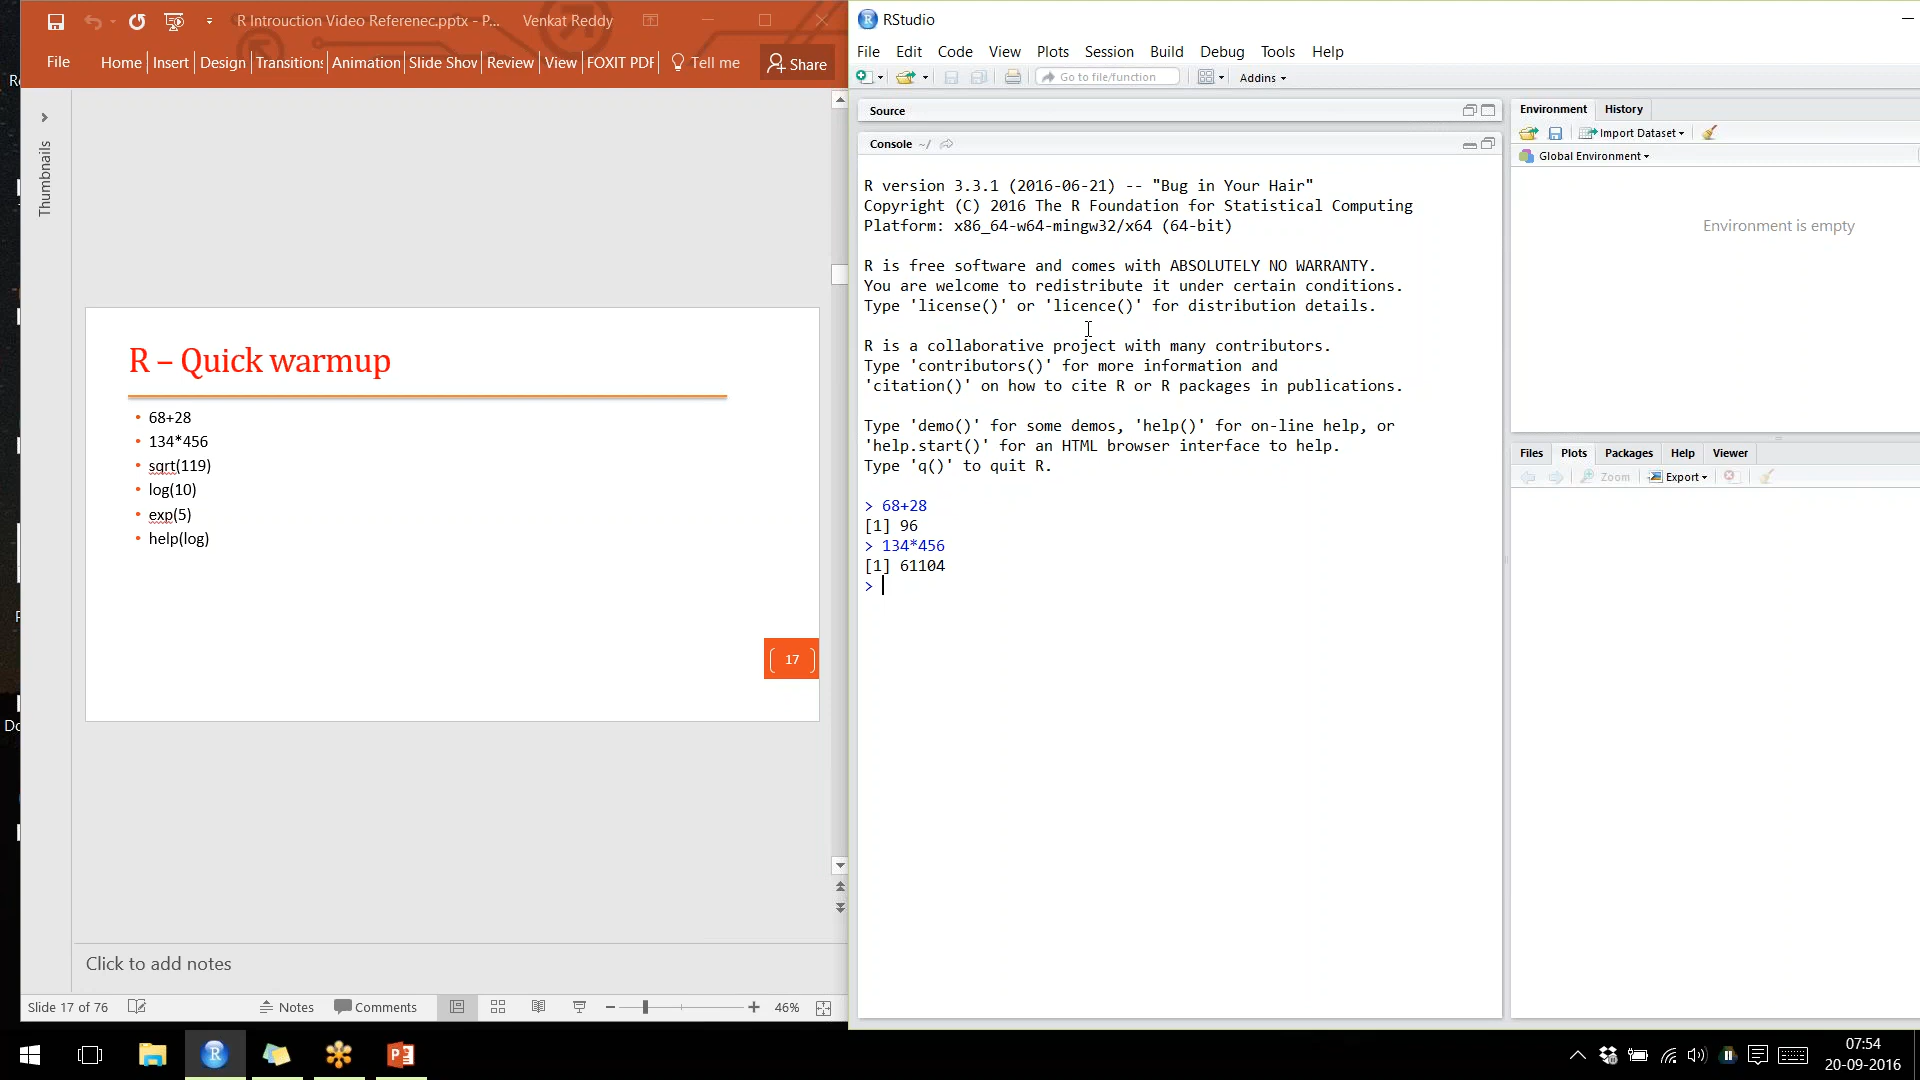 R Introuction Video Referenec.pptx - P...
Venkat Reddy
File
Home
Insert
Design
Transitions
Animation
Slide Shov
Review
View
FOXIT PDF
Tell me
Share
Thumbnails
R – Quick warmup
• 68+28
• 134*456
• sqrt(119)
• log(10)
• exp(5)
• help(log)
17
Click to add notes
Slide 17 of 76
Notes
Comments
46%
RStudio
File Edit Code View Plots Session Build Debug Tools Help
Go to file/function
Addins
Source
Console ~/
R version 3.3.1 (2016-06-21) -- "Bug in Your Hair"
Copyright (C) 2016 The R Foundation for Statistical Computing
Platform: x86_64-w64-mingw32/x64 (64-bit)
R is free software and comes with ABSOLUTELY NO WARRANTY.
You are welcome to redistribute it under certain conditions.
Type 'license()' or 'licence()' for distribution details.
R is a collaborative project with many contributors.
Type 'contributors()' for more information and
'citation()' on how to cite R or R packages in publications.
Type 'demo()' for some demos, 'help()' for on-line help, or
'help.start()' for an HTML browser interface to help.
Type 'q()' to quit R.
> 68+28
[1] 96
> 134*456
[1] 61104
>
Environment History
Import Dataset
Global Environment
Environment is empty
Files Plots Packages Help Viewer
Zoom
Export
07:54
20-09-2016